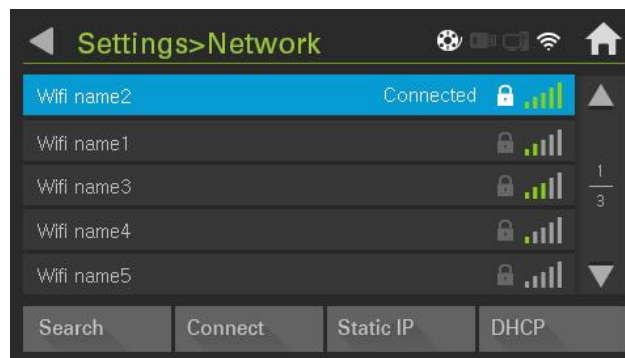 Settings>Network
Wifi name2 Connected
Wifi name1
Wifi name3
1
3
Wifi name4
Wifi name5
Search Connect Static IP DHCP